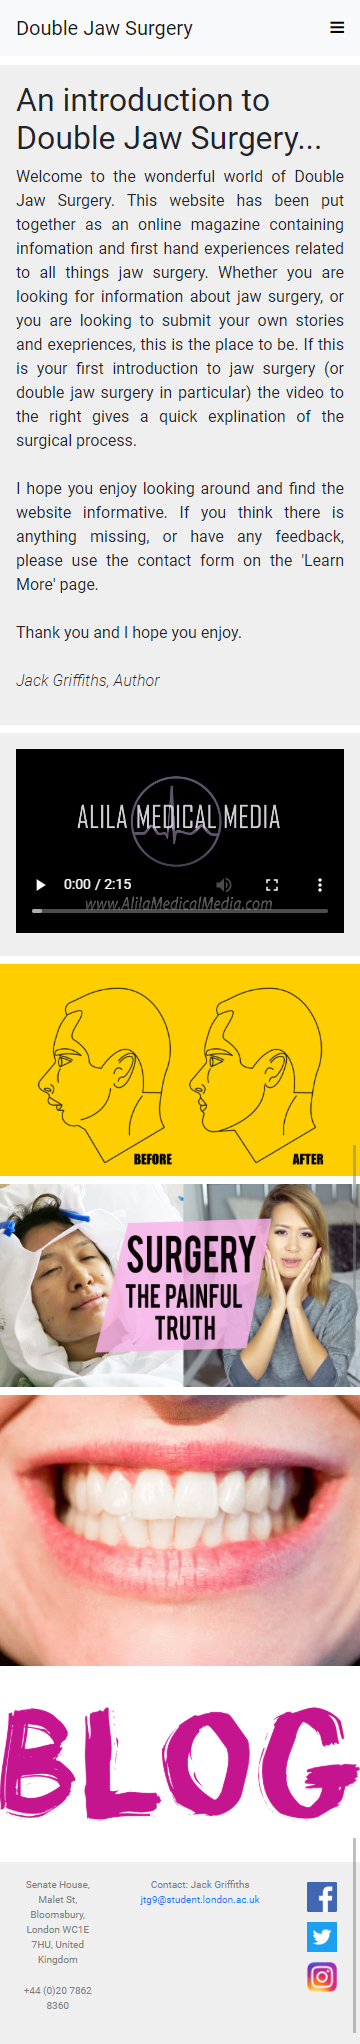 Double Jaw Surgery
An introduction to
Double Jaw Surgery...
Welcome to the wonderful world of Double
Jaw Surgery. This website has been put
together as an online magazine containing
infomation and first hand experiences related
to all things jaw surgery. Whether you are
looking for information about jaw surgery, or
you are looking to submit your own stories
and exepriences, this is the place to be. If this
is your first introduction to jaw surgery (or
double jaw surgery in particular) the video to
the right gives a quick explination of the
surgical process.
I hope you enjoy looking around and find the
website informative. If you think there is
anything missing, or have any feedback,
please use the contact form on the 'Learn
More' page.
Thank you and I hope you enjoy.
Jack Griffiths, Author
ALILA MEDICAL MEDIA
0:00 / 2:15
www.AlilaMedicalMedia.com
BEFORE
AFTER
SURGERY
THE PAINFUL
TRUTH
BLOG
Senate House,
Malet St,
Bloomsbury,
London WC1E
7HU, United
Kingdom
+44 (0)20 7862
8360
Contact: Jack Griffiths
jtg9@student.london.ac.uk